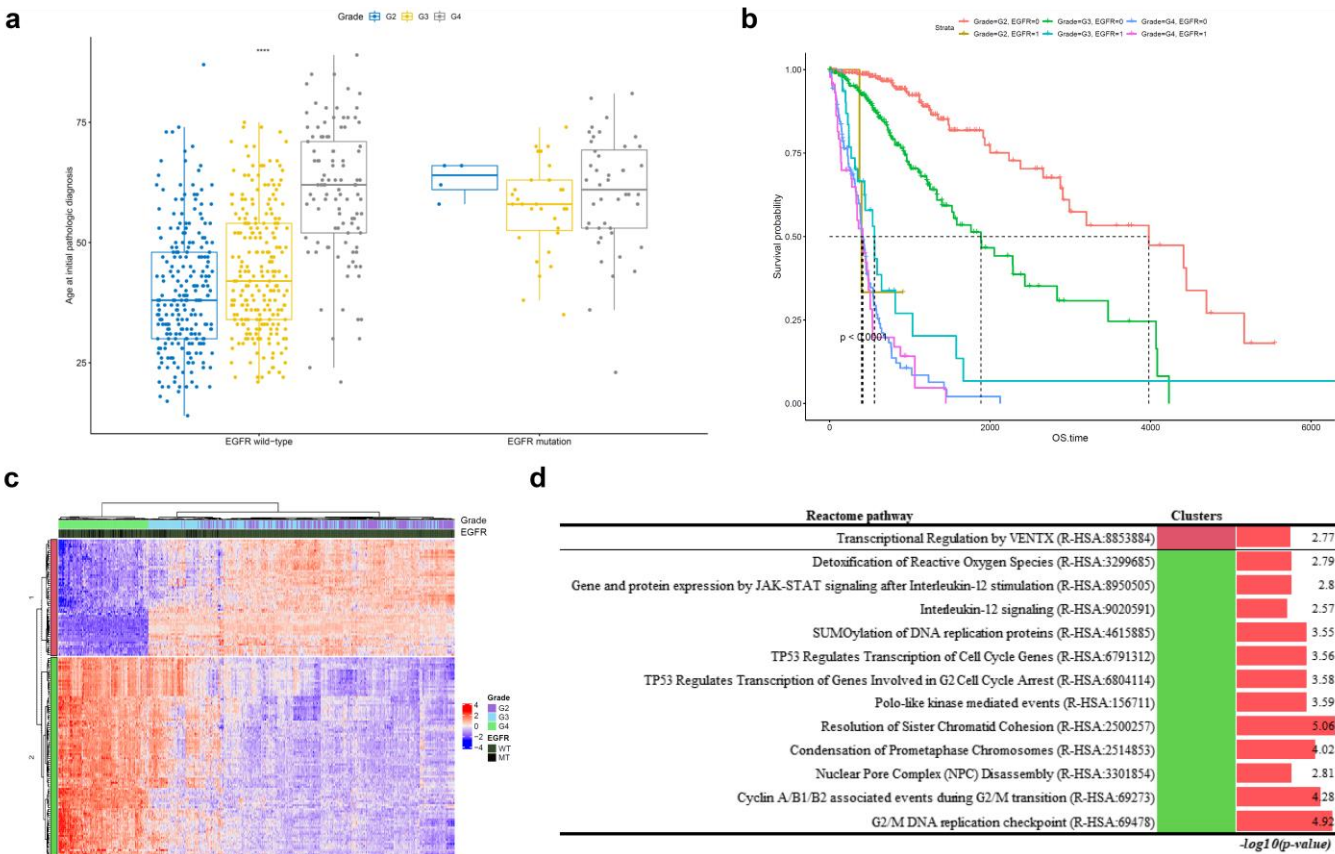 a
Grade G2 G3 G4
****
Age at initial pathologic diagnosis
75
50
25
EGFR wild-type EGFR mutation
b
Strata Grade=G2, EGFR=0 Grade=G3, EGFR=0 Grade=G4, EGFR=0
Grade=G2, EGFR=1 Grade=G3, EGFR=1 Grade=G4, EGFR=1
Survival probability
1.00
0.75
0.50
0.25
0.00
p < 0.0001
0 2000 4000 6000
OS.time
c
Grade
EGFR
1
2
4
2
0
−2
−4
Grade
G2
G3
G4
EGFR
WT
MT
d
Reactome pathway Clusters
Transcriptional Regulation by VENTX (R-HSA:8853884) 2.77
Detoxification of Reactive Oxygen Species (R-HSA:3299685) 2.79
Gene and protein expression by JAK-STAT signaling after Interleukin-12 stimulation (R-HSA:8950505) 2.8
Interleukin-12 signaling (R-HSA:9020591) 2.57
SUMOylation of DNA replication proteins (R-HSA:4615885) 3.55
TP53 Regulates Transcription of Cell Cycle Genes (R-HSA:6791312) 3.56
TP53 Regulates Transcription of Genes Involved in G2 Cell Cycle Arrest (R-HSA:6804114) 3.58
Polo-like kinase mediated events (R-HSA:156711) 3.59
Resolution of Sister Chromatid Cohesion (R-HSA:2500257) 5.06
Condensation of Prometaphase Chromosomes (R-HSA:2514853) 4.02
Nuclear Pore Complex (NPC) Disassembly (R-HSA:3301854) 2.81
Cyclin A/B1/B2 associated events during G2/M transition (R-HSA:69273) 4.28
G2/M DNA replication checkpoint (R-HSA:69478) 4.92
-log10(p-value)